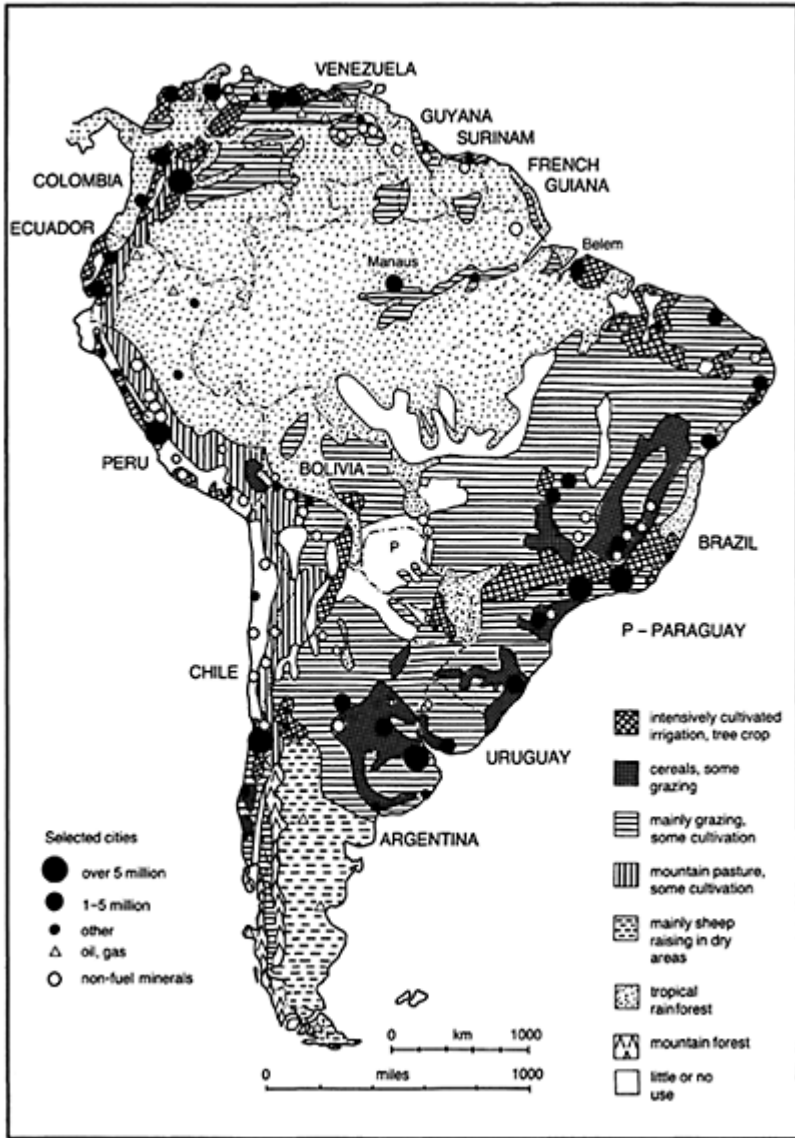 VENEZUELA
GUYANA
SURINAM
FRENCH
GUIANA
COLOMBIA
ECUADOR
Manaus
Belem
PERU
BOLIVIA
P
BRAZIL
P – PARAGUAY
CHILE
URUGUAY
ARGENTINA
Selected cities
over 5 million
1–5 million
other
oil, gas
non-fuel minerals
intensively cultivated
irrigation, tree crop
cereals, some
grazing
mainly grazing,
some cultivation
mountain pasture,
some cultivation
mainly sheep
raising in dry
areas
tropical
rainforest
mountain forest
little or no
use
0 km 1000
0 miles 1000